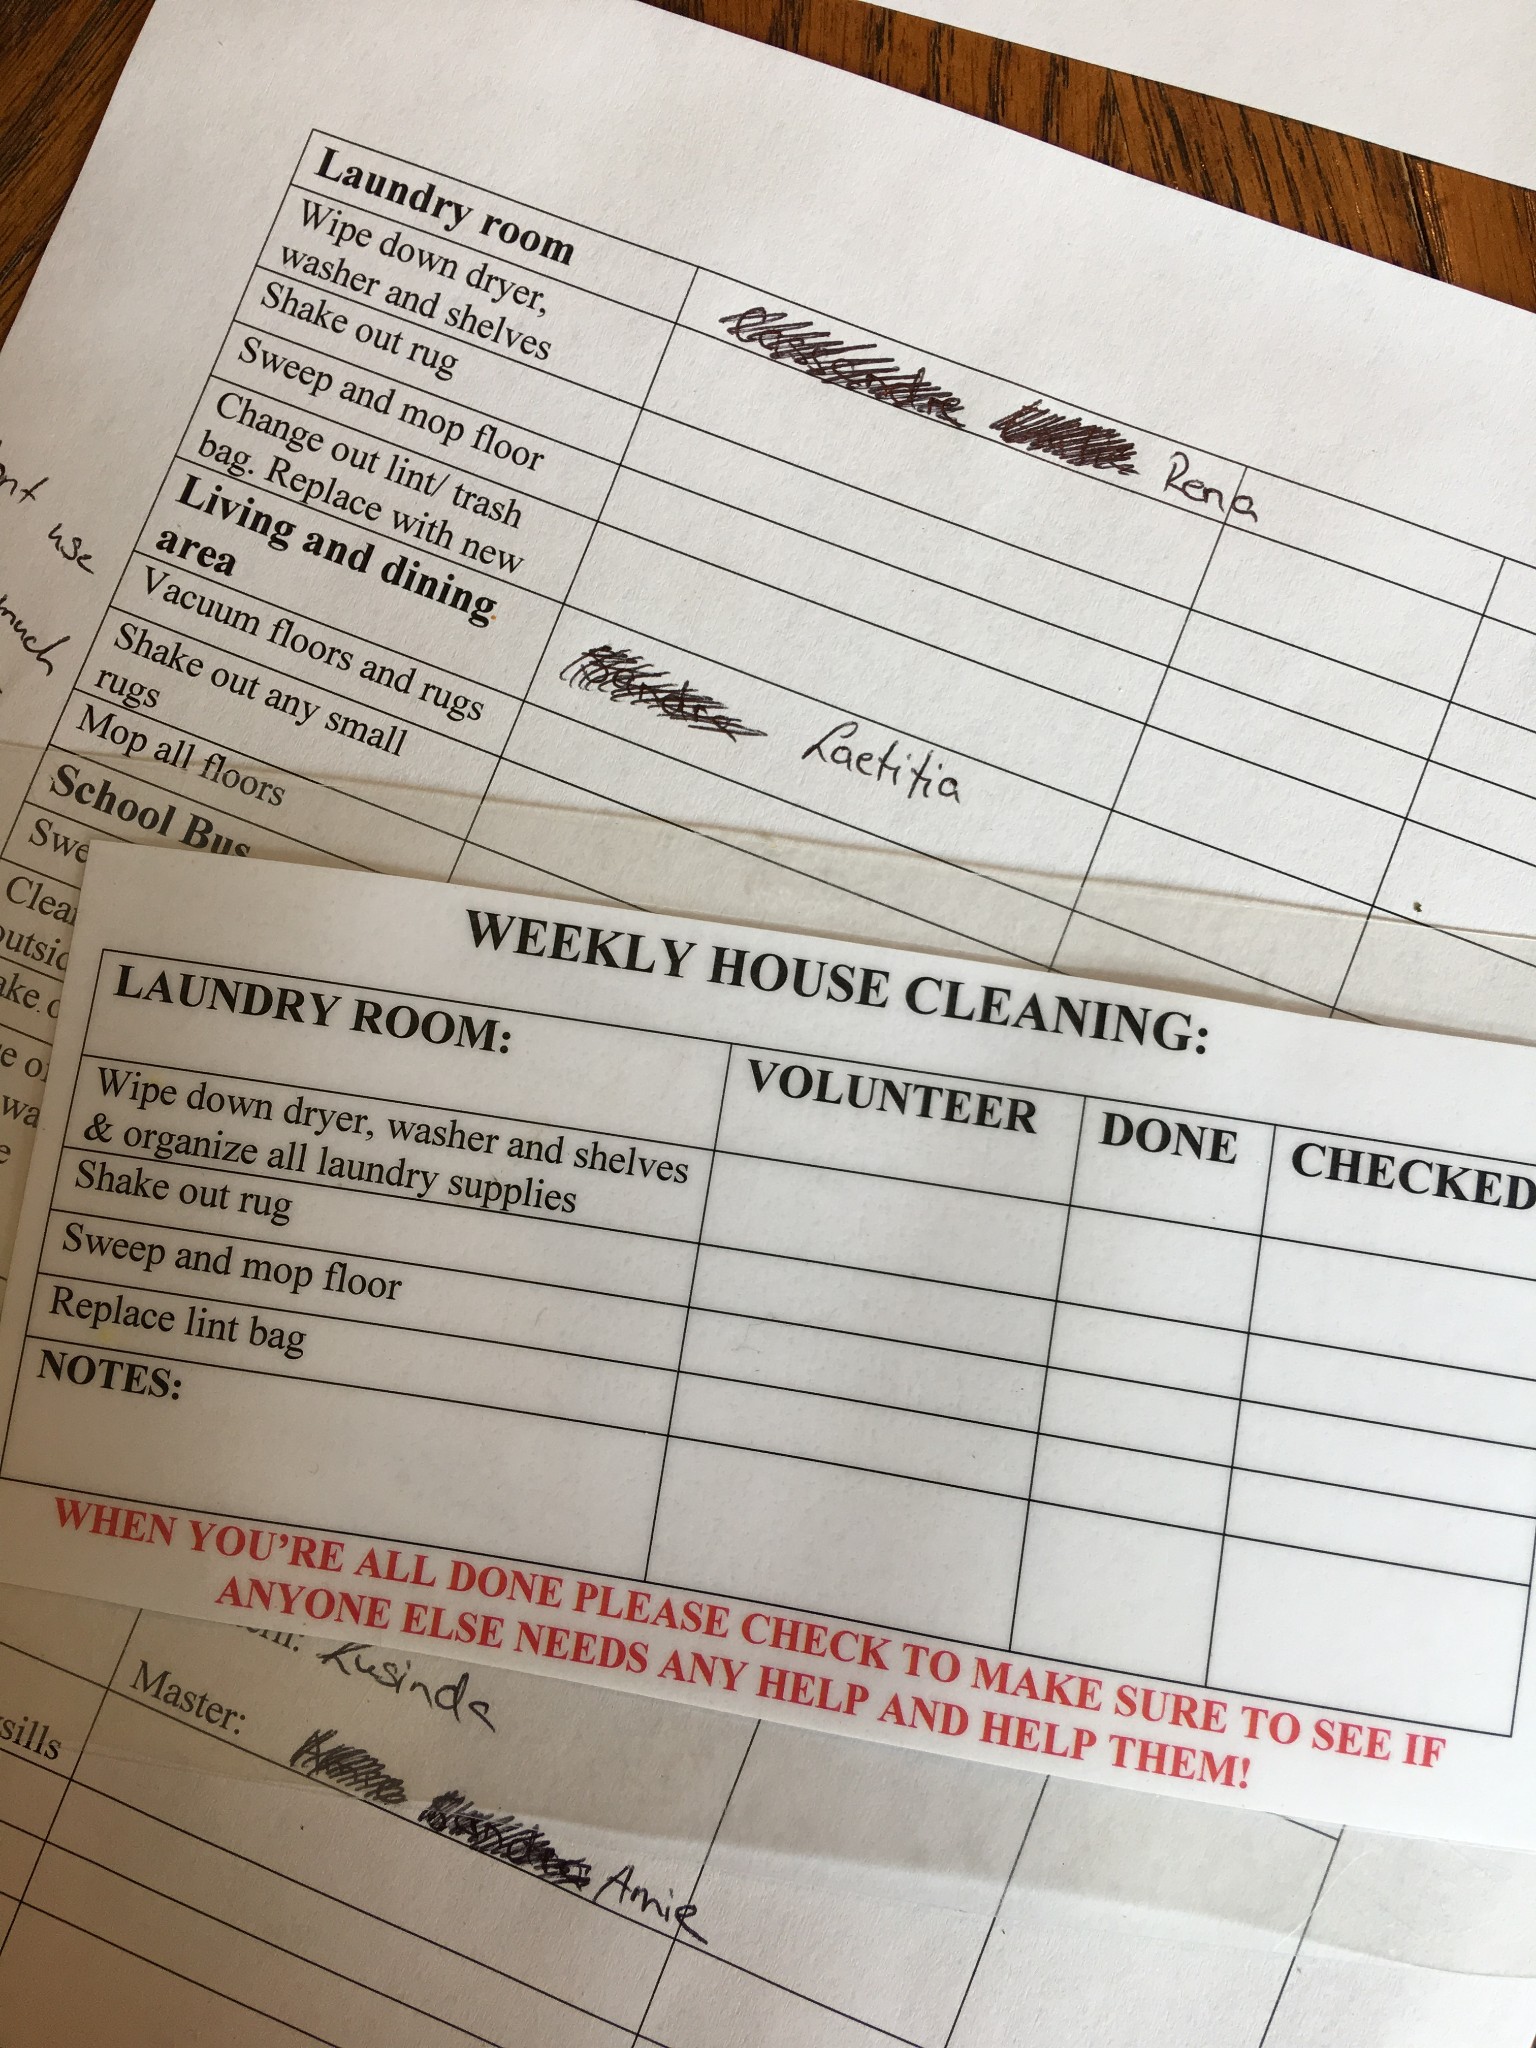 Laundry room
Wipe down dryer,
washer and shelves
Rena
Shake out rug
Sweep and mop floor
Change out lint/ trash
bag. Replace with new
Living and dining
area
Laetitia
Vacuum floors and rugs
Shake out any small
rugs
Mop all floors
School Bus
use
much
WEEKLY HOUSE CLEANING:
LAUNDRY ROOM:
VOLUNTEER
DONE
CHECKED
Wipe down dryer, washer and shelves
& organize all laundry supplies
Shake out rug
Sweep and mop floor
Replace lint bag
NOTES:
WHEN YOU'RE ALL DONE PLEASE CHECK TO MAKE SURE TO SEE IF
ANYONE ELSE NEEDS ANY HELP AND HELP THEM!
Kusinda
Master: Amie
sills